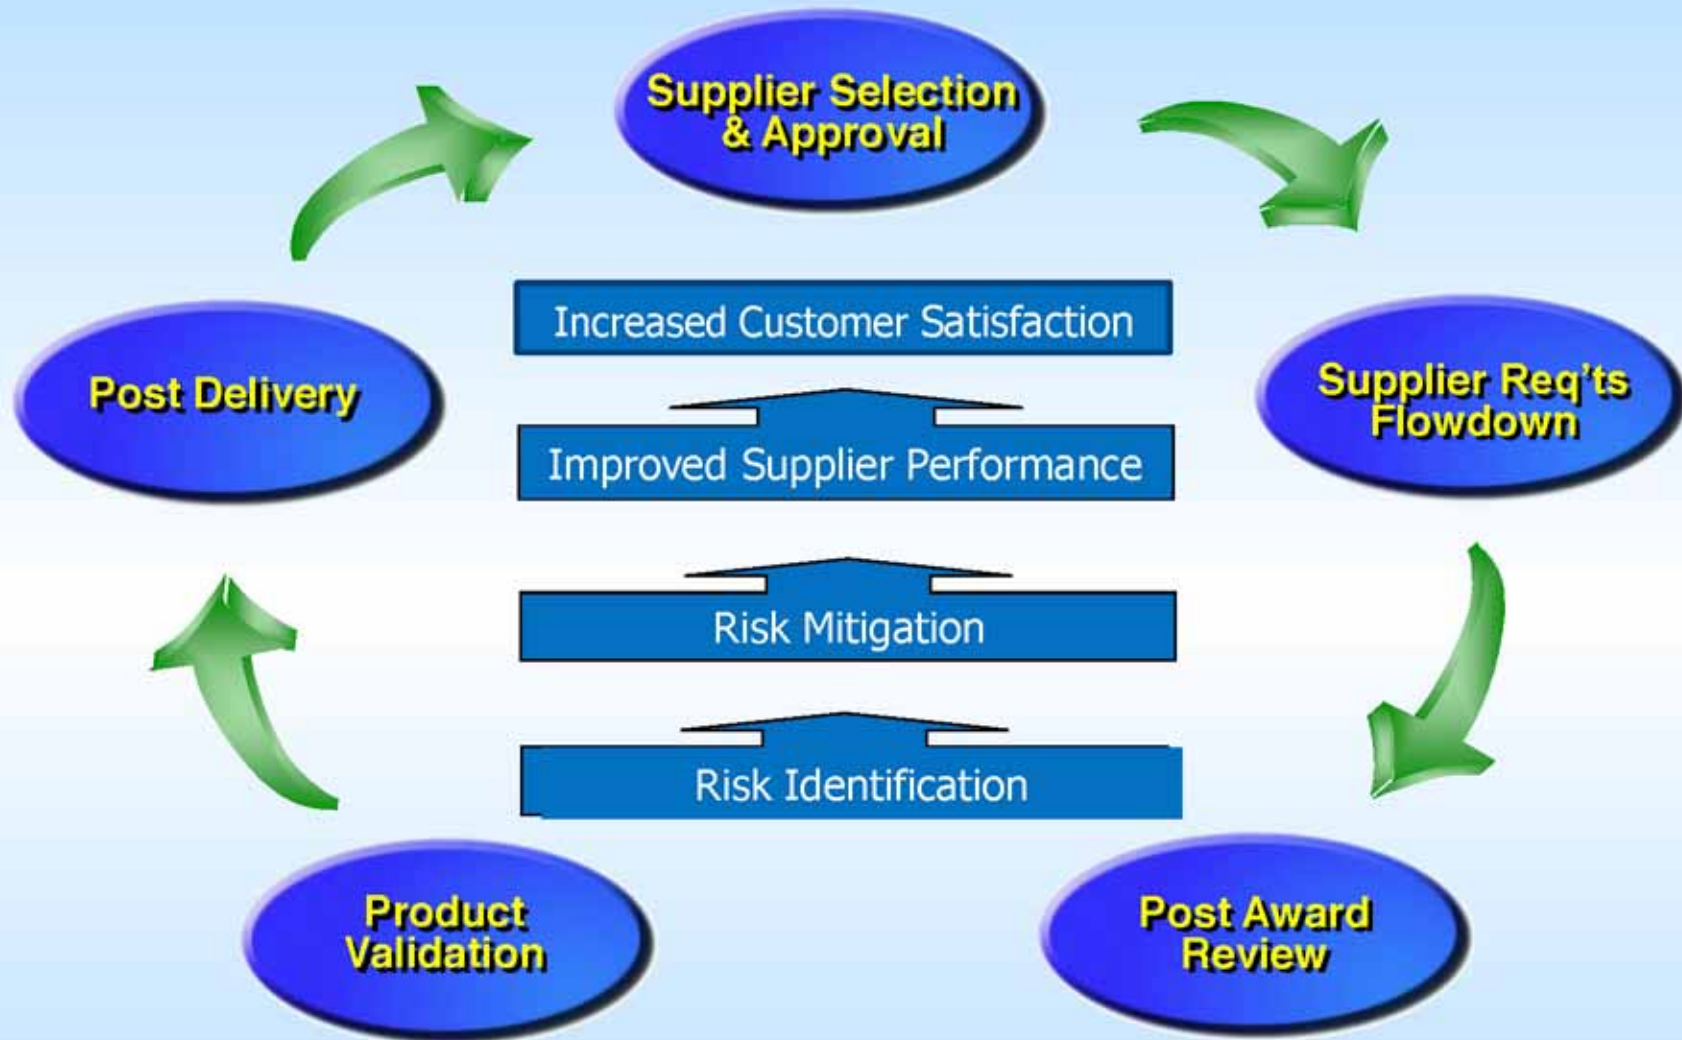 Supplier Selection
& Approval
Increased Customer Satisfaction
Post Delivery
Supplier Req'ts
Flowdown
Improved Supplier Performance
Risk Mitigation
Risk Identification
Product
Validation
Post Award
Review